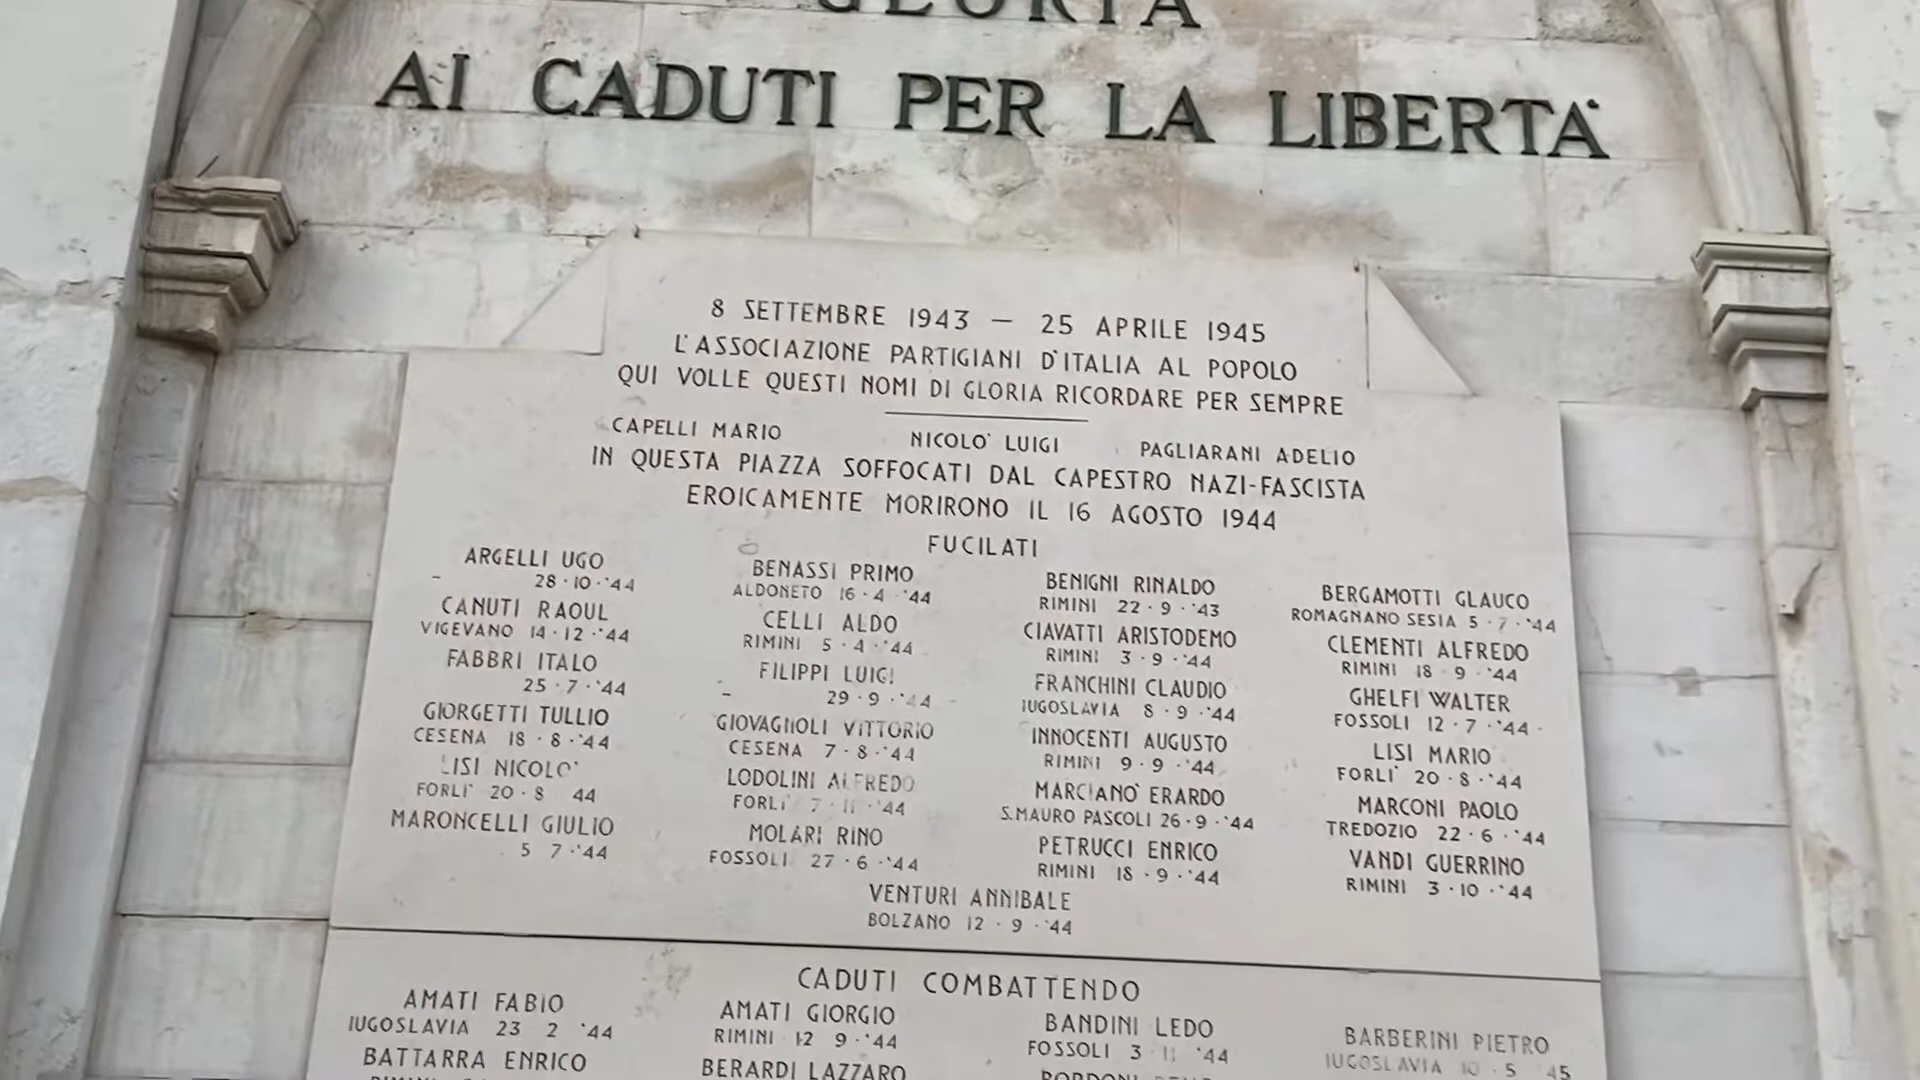 GLORIA
AI CADUTI PER LA LIBERTA'
8 SETTEMBRE 1943 — 25 APRILE 1945
L'ASSOCIAZIONE PARTIGIANI D'ITALIA AL POPOLO
QUI VOLLE QUESTI NOMI DI GLORIA RICORDARE PER SEMPRE
CAPELLI MARIO NICOLO' LUIGI PAGLIARANI ADELIO
IN QUESTA PIAZZA SOFFOCATI DAL CAPESTRO NAZI-FASCISTA
EROICAMENTE MORIRONO IL 16 AGOSTO 1944
FUCILATI
ARGELLI UGO BENASSI PRIMO BENIGNI RINALDO BERGAMOTTI GLAUCO
- 28·10·'44 ALDONETO 16·4·'44 RIMINI 22·9·'43 ROMAGNANO SESIA 5·7·'44
CANUTI RAOUL CELLI ALDO CIAVATTI ARISTODEMO CLEMENTI ALFREDO
VIGEVANO 14·12·'44 RIMINI 5·4·'44 RIMINI 3·9·'44 RIMINI 18·9·'44
FABBRI ITALO FILIPPI LUIGI FRANCHINI CLAUDIO GHELFI WALTER
25·7·'44 - 29·9·'44 - IUGOSLAVIA 8·9·'44 FOSSOLI 12·7·'44
GIORGETTI TULLIO GIOVAGNOLI VITTORIO INNOCENTI AUGUSTO LISI MARIO
CESENA 18·8·'44 CESENA 7·8·'44 RIMINI 9·9·'44 FORLI' 20·8·'44
LISI NICOLO' LODOLINI ALFREDO MARCIANO' ERARDO MARCONI PAOLO
FORLI' 20·8 44 FORLI 7·11·'44 S.MAURO PASCOLI 26·9·'44 TREDOZIO 22·6·'44
MARONCELLI GIULIO MOLARI RINO PETRUCCI ENRICO VANDI GUERRINO
5 7·'44 FOSSOLI 27·6·'44 RIMINI 18·9·'44 RIMINI 3·10·'44
VENTURI ANNIBALE
BOLZANO 12·9·'44
CADUTI COMBATTENDO
AMATI FABIO AMATI GIORGIO BANDINI LEDO BARBERINI PIETRO
IUGOSLAVIA 23 2 '44 RIMINI 12 9·'44 FOSSOLI 3 11 '44 IUGOSLAVIA 10·5 '45
BATTARRA ENRICO BERARDI LAZZARO